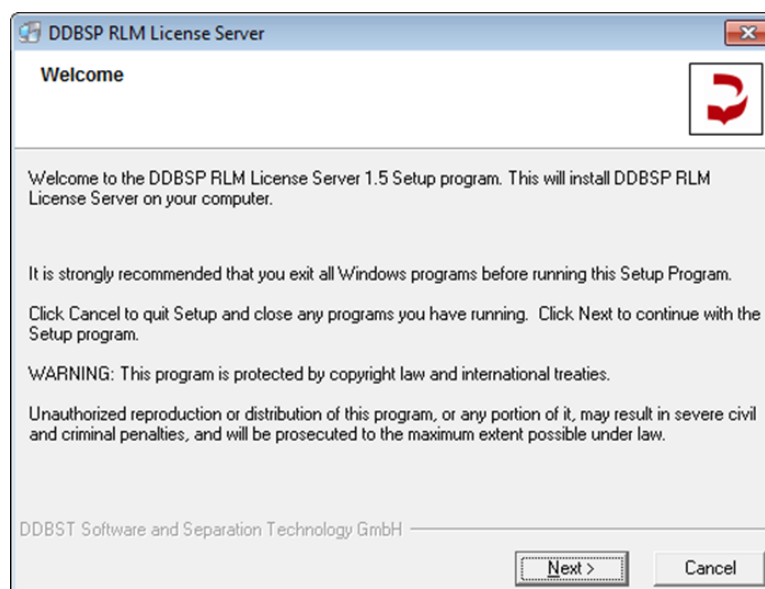 DDBSP RLM License Server
Welcome
Welcome to the DDBSP RLM License Server 1.5 Setup program. This will install DDBSP RLM
License Server on your computer.
It is strongly recommended that you exit all Windows programs before running this Setup Program.
Click Cancel to quit Setup and close any programs you have running. Click Next to continue with the
Setup program.
WARNING: This program is protected by copyright law and international treaties.
Unauthorized reproduction or distribution of this program, or any portion of it, may result in severe civil
and criminal penalties, and will be prosecuted to the maximum extent possible under law.
DDBST Software and Separation Technology GmbH
Next >
Cancel